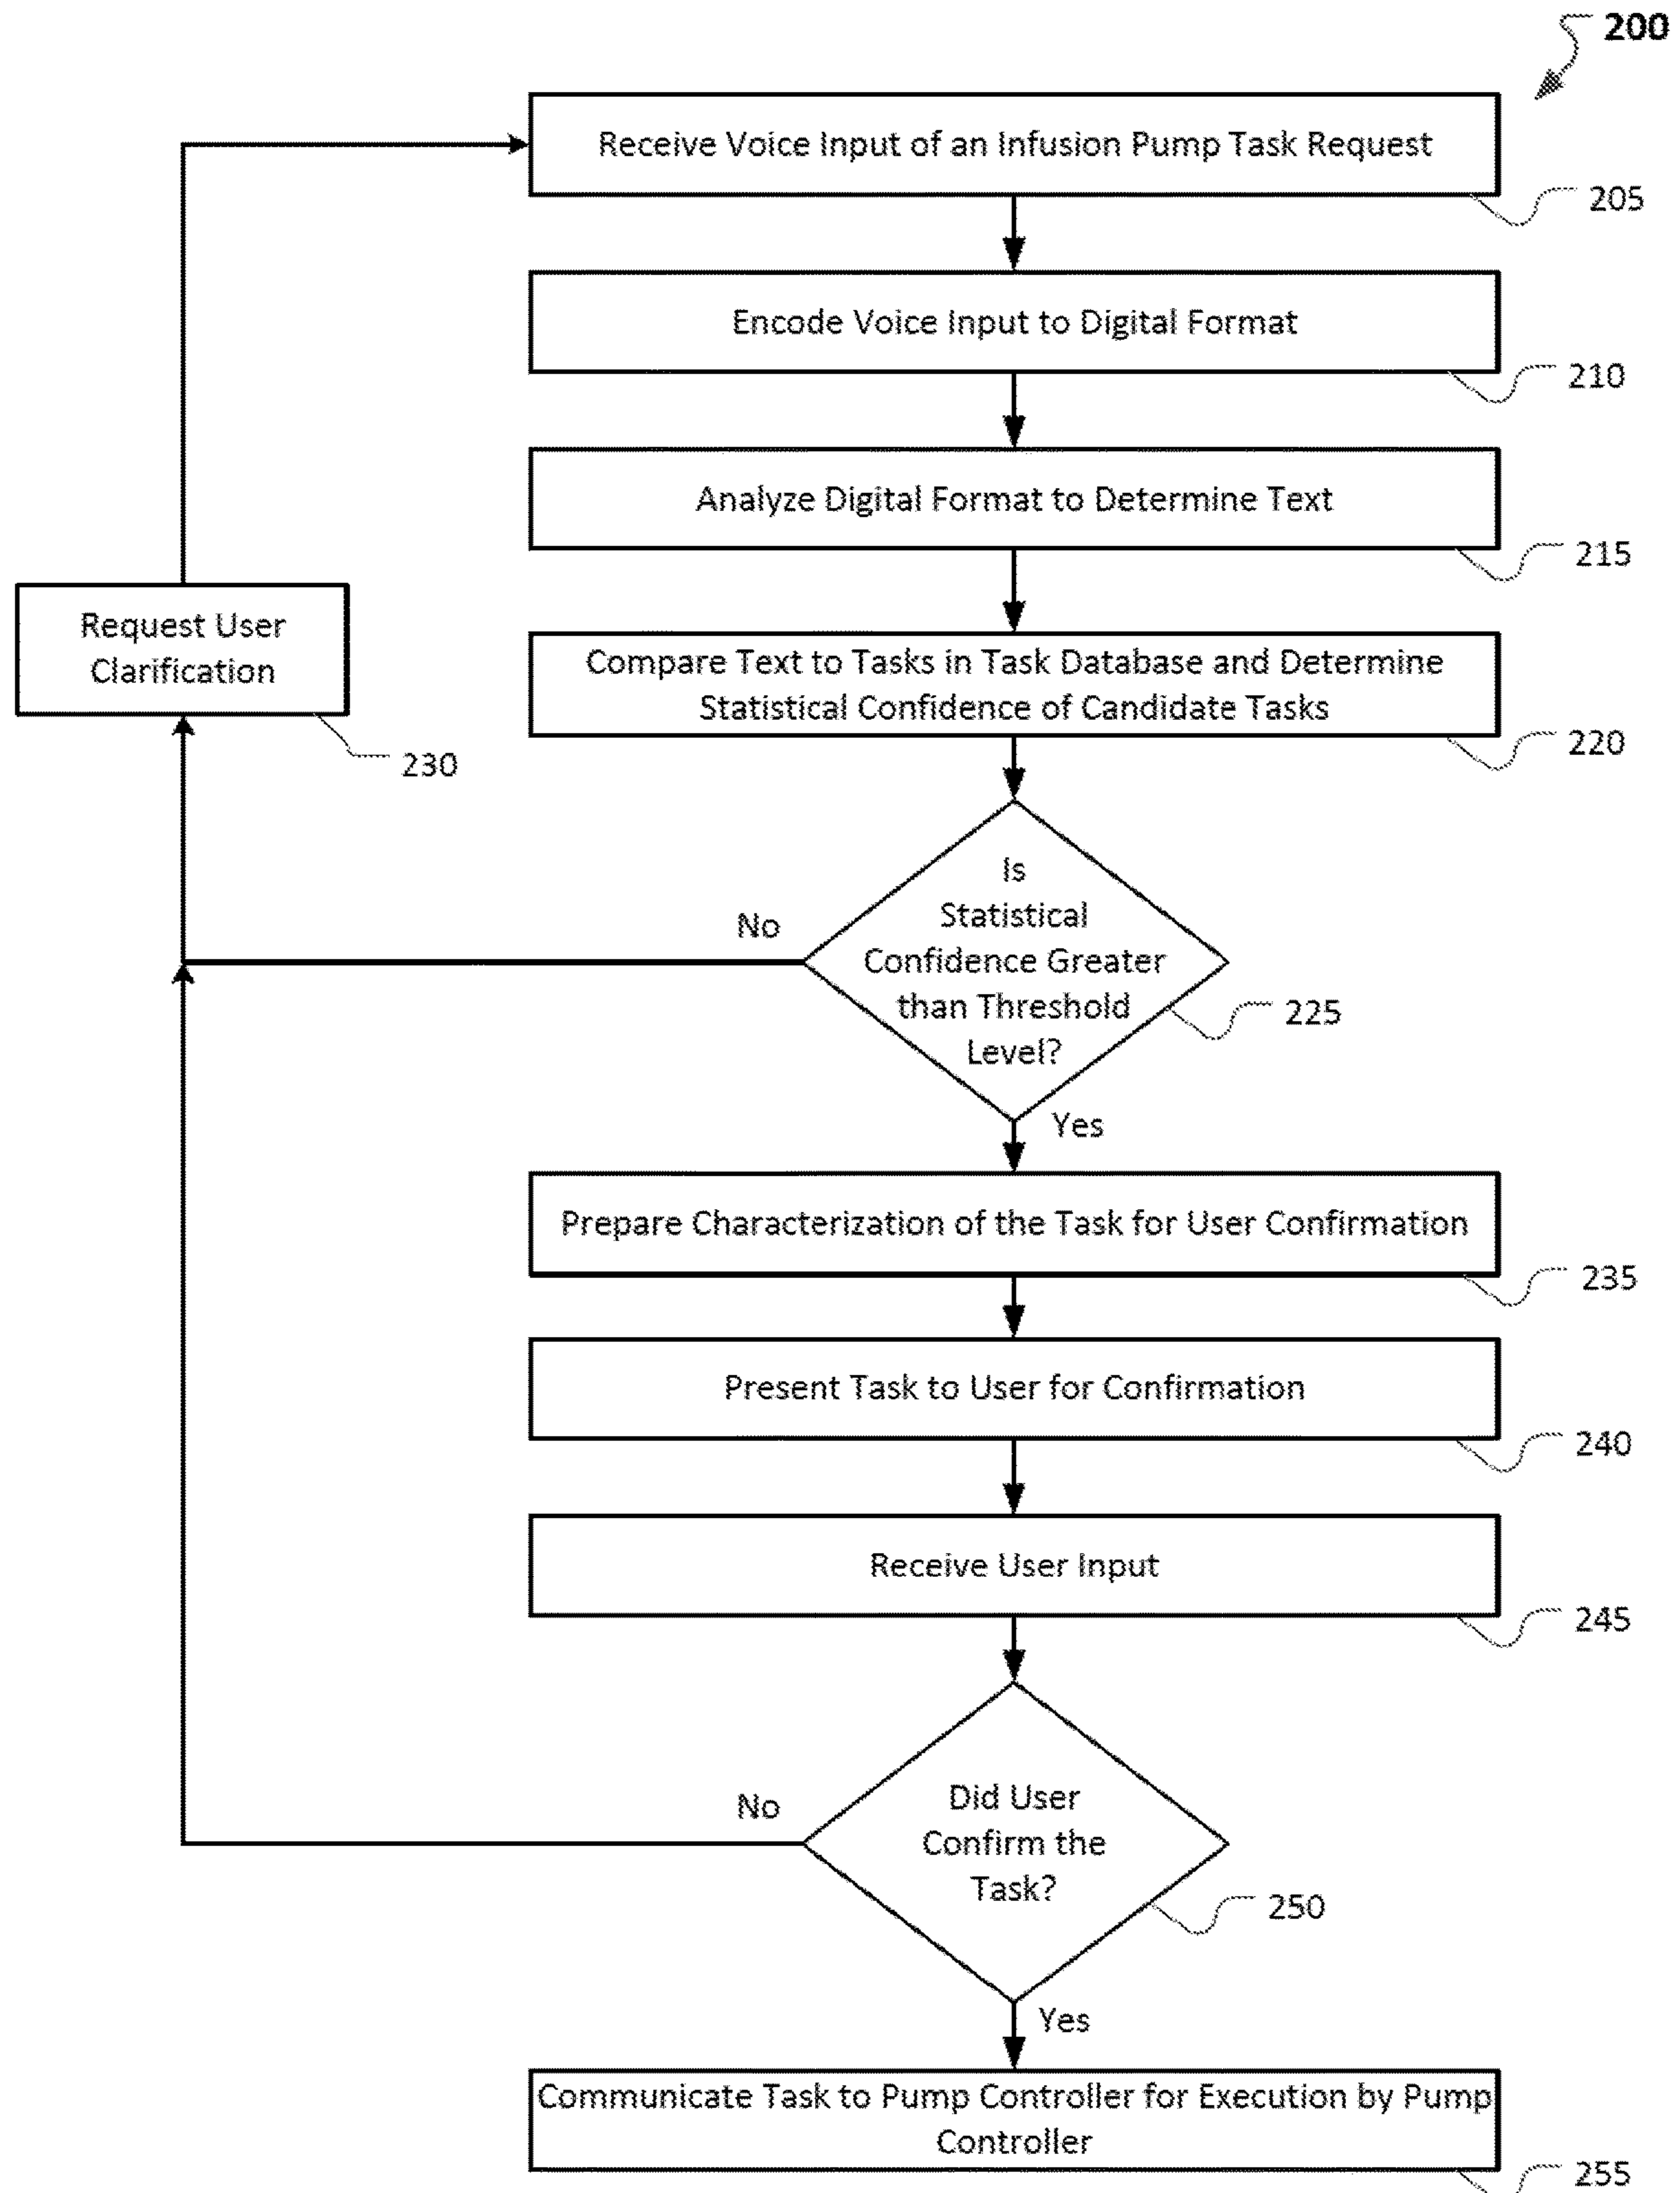 200
Receive Voice Input of an Infusion Pump Task Request
205
Encode Voice Input to Digital Format
210
Analyze Digital Format to Determine Text
215
Request User
Clarification
230
Compare Text to Tasks in Task Database and Determine
Statistical Confidence of Candidate Tasks
220
Is
Statistical
Confidence Greater
than Threshold
Level?
No
225
Yes
Prepare Characterization of the Task for User Confirmation
235
Present Task to User for Confirmation
240
Receive User Input
245
Did User
Confirm the
Task?
No
250
Yes
Communicate Task to Pump Controller for Execution by Pump
Controller
255